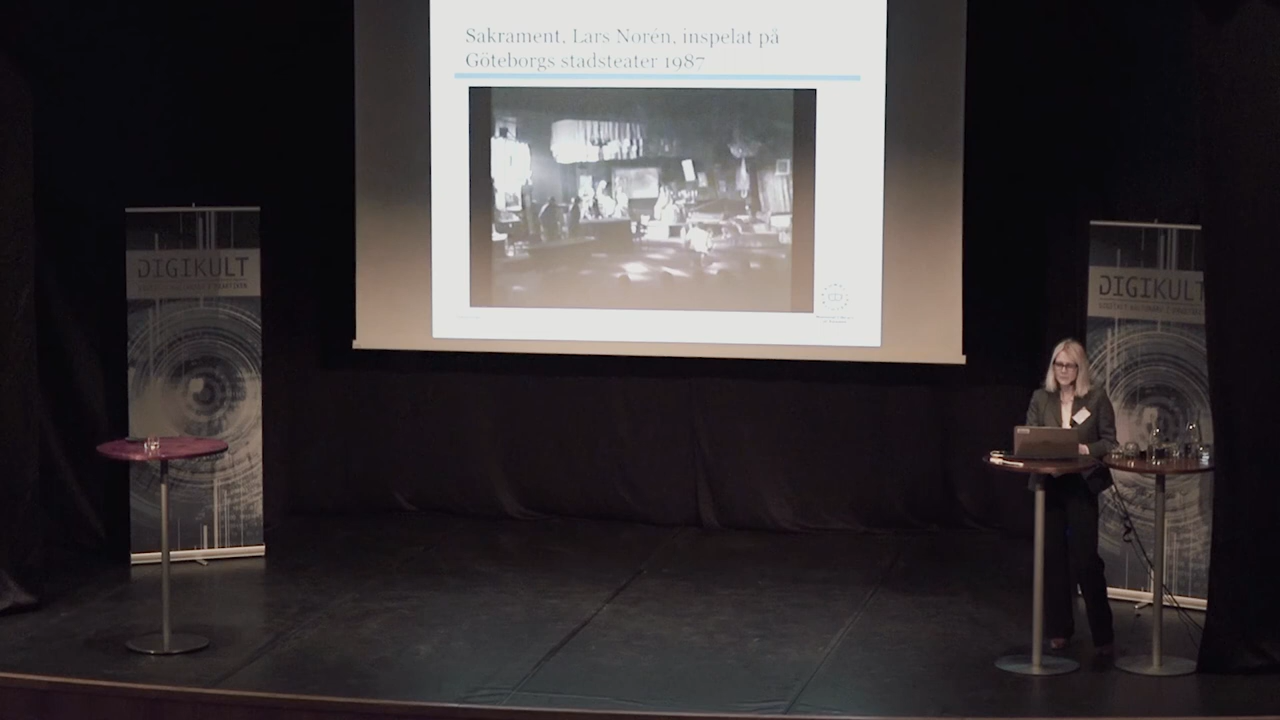 Sakrament, Lars Norén, inspelat på
Göteborgs stadsteater 1987
DIGIKULT
DIGIKULT